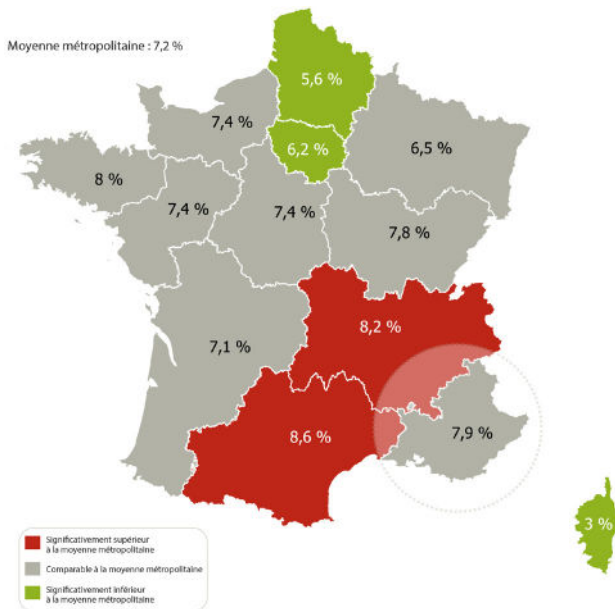 Moyenne métropolitaine : 7,2 %
5,6 %
7,4 %
6,2 %
6,5 %
8 %
7,4 %
7,4 %
7,8 %
8,2 %
7,1 %
8,6 %
7,9 %
3 %
Significativement supérieur
à la moyenne métropolitaine
Comparable à la moyenne métropolitaine
Significativement inférieur
à la moyenne métropolitaine